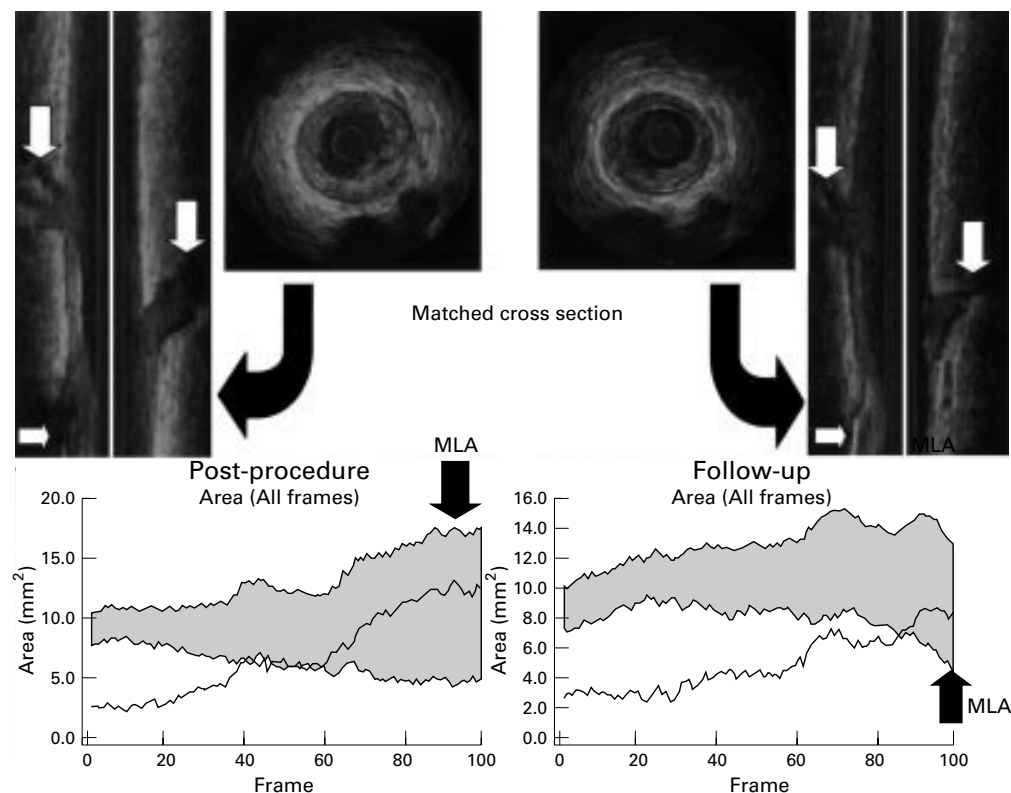 Matched cross section
MLA
MLA
Post-procedure
Area (All frames)
20.0
15.0
10.0
5.0
0.0
Area (mm2)
0 20 40 60 80 100
Frame
Follow-up
Area (All frames)
16.0
14.0
12.0
10.0
8.0
6.0
4.0
2.0
0.0
Area (mm2)
MLA
0 20 40 60 80 100
Frame